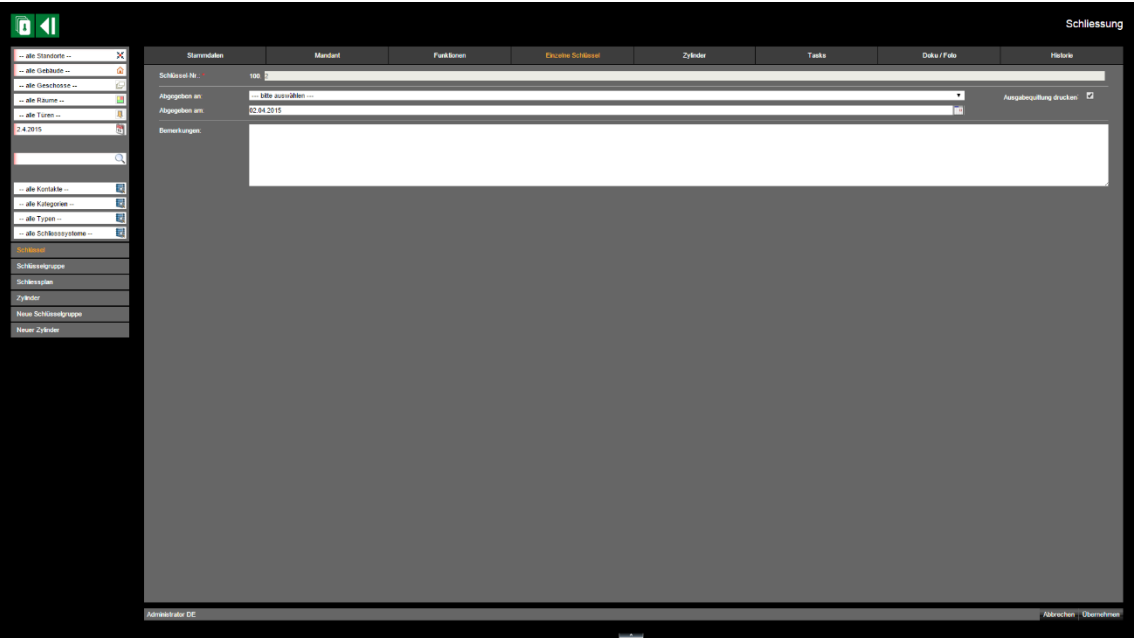 Schliessung
-- alle Standorte --
-- alle Gebäude --
-- alle Geschosse --
-- alle Räume --
-- alle Türen --
2.4.2015
-- alle Kontakte --
-- alle Kategorien --
-- alle Typen --
-- alle Schliesssysteme --
Schlüssel
Schlüsselgruppe
Schliessplan
Zylinder
Neue Schlüsselgruppe
Neuer Zylinder
Stammdaten Mandant Funktionen Einzelne Schlüssel Zylinder Tasks Doku / Foto Historie
Schlüssel-Nr.: 100 2
Abgegeben an: --- bitte auswählen --- Ausgabequittung drucken:
Abgegeben am: 02.04.2015
Bemerkungen:
Administrator DE Abbrechen Übernehmen